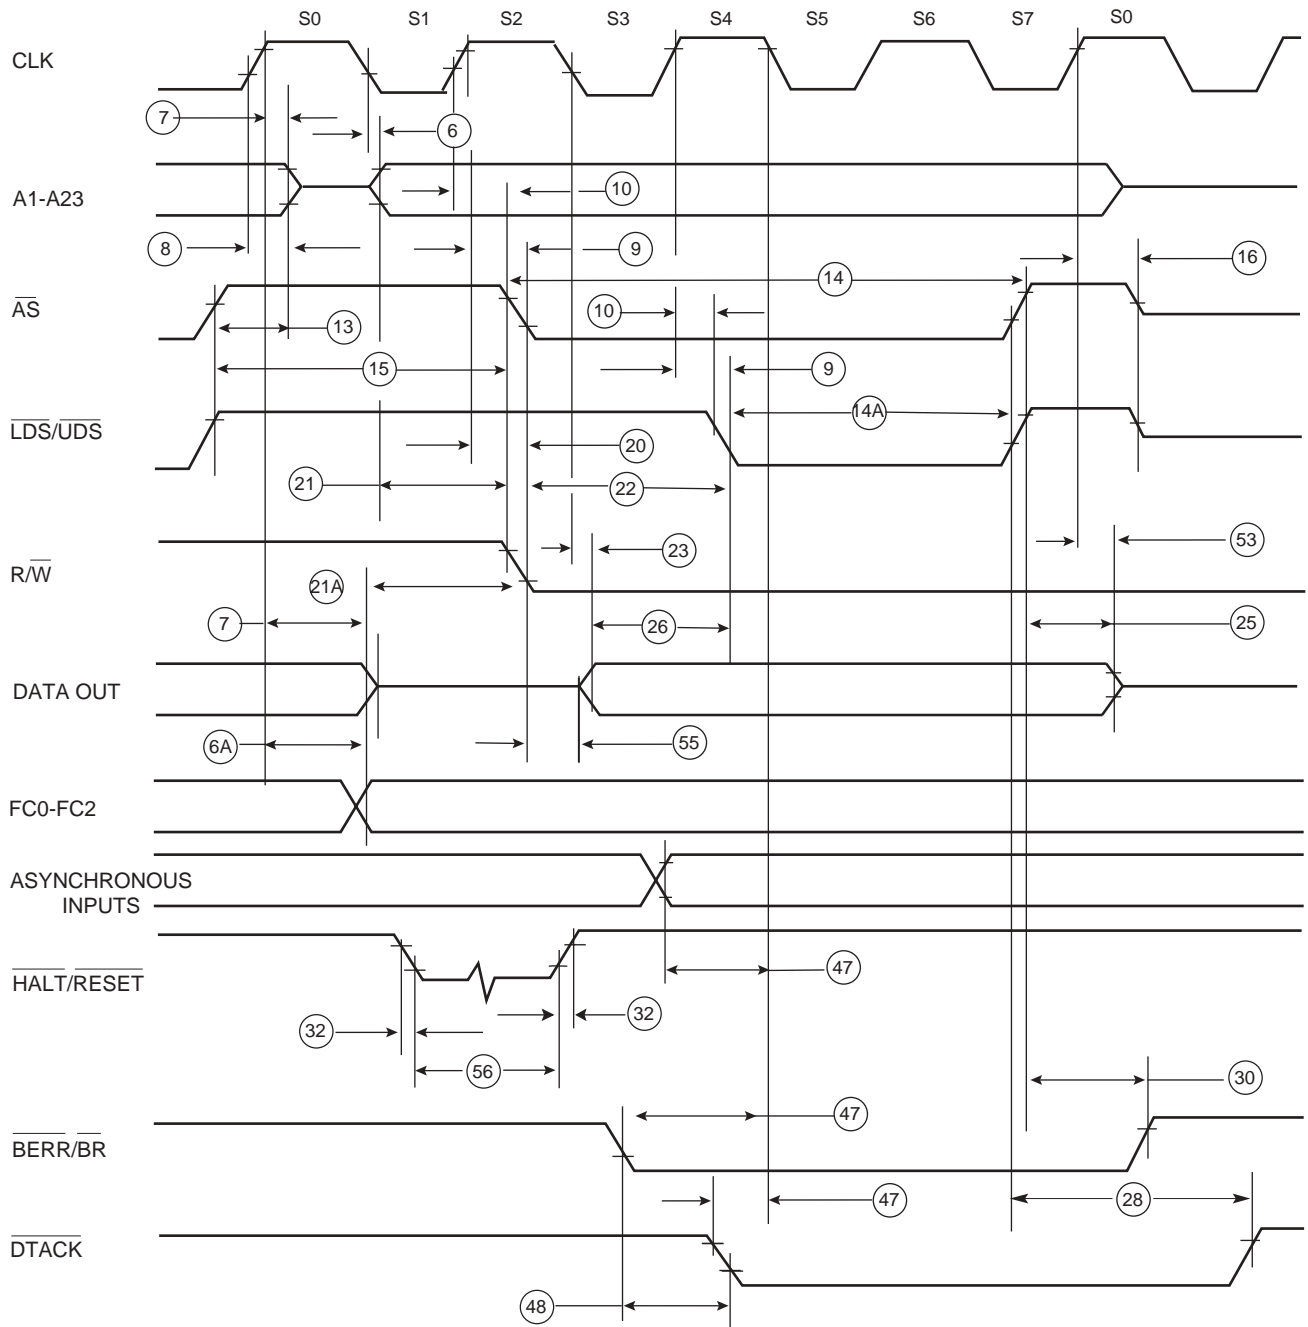 S0 S1 S2 S3 S4 S5 S6 S7 S0
CLK
7
6
A1-A23
10
8
9
16
14
AS
10
13
15
9
LDS/UDS
14A
20
21
22
53
23
R/W
21A
7
26
25
DATA OUT
6A
55
FC0-FC2
ASYNCHRONOUS
INPUTS
HALT/RESET
47
32
32
56
30
47
BERR/BR
47
28
DTACK
48